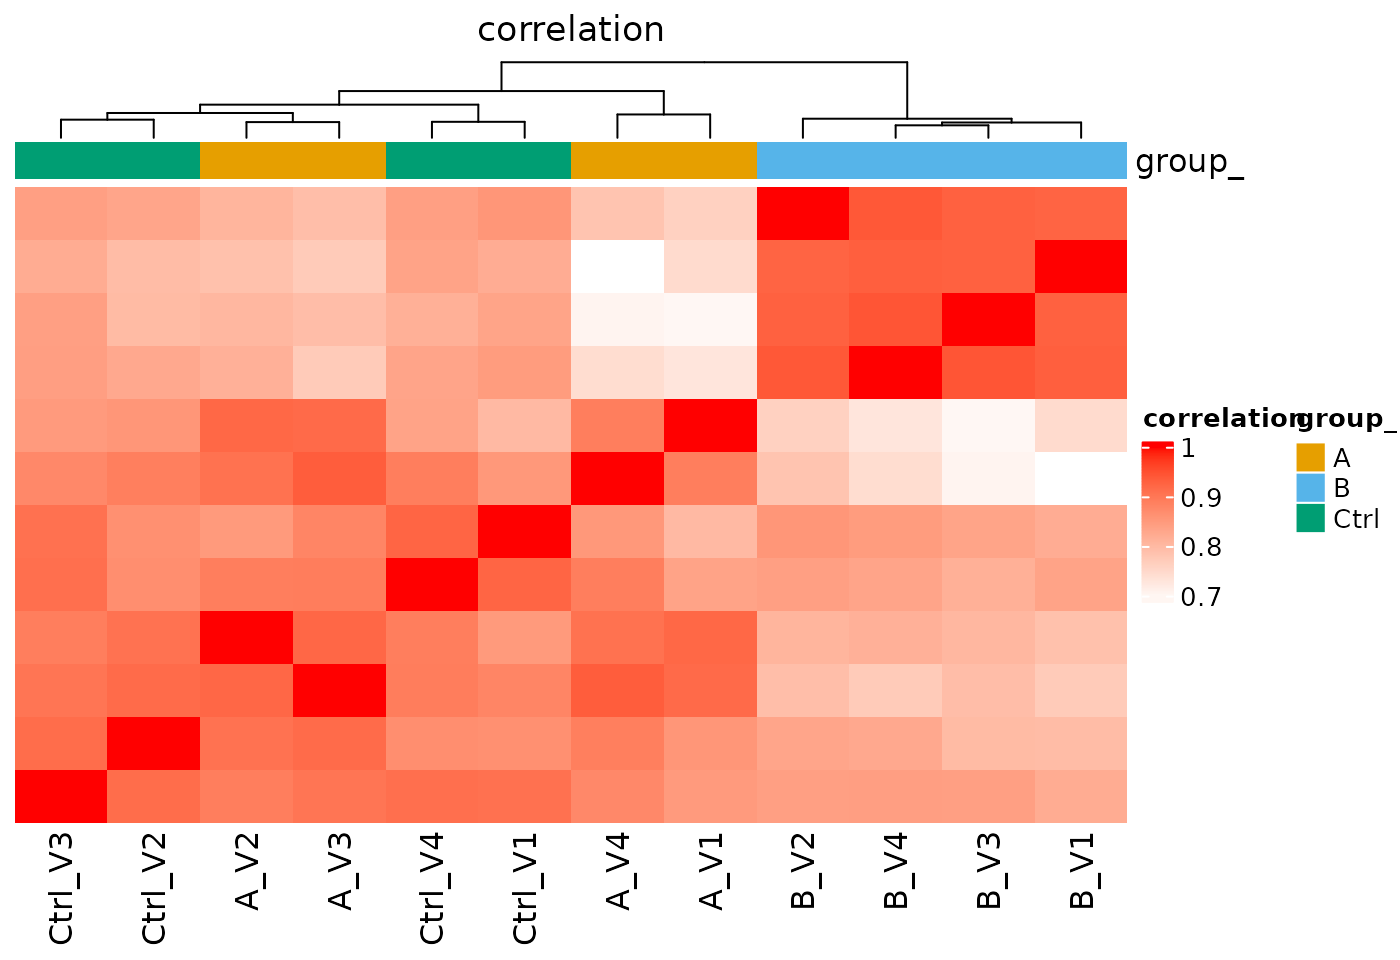 correlation
group_
correlation
1
0.9
0.8
0.7
group_
A
B
Ctrl
Ctrl_V3
Ctrl_V2
A_V2
A_V3
Ctrl_V4
Ctrl_V1
A_V4
A_V1
B_V2
B_V4
B_V3
B_V1